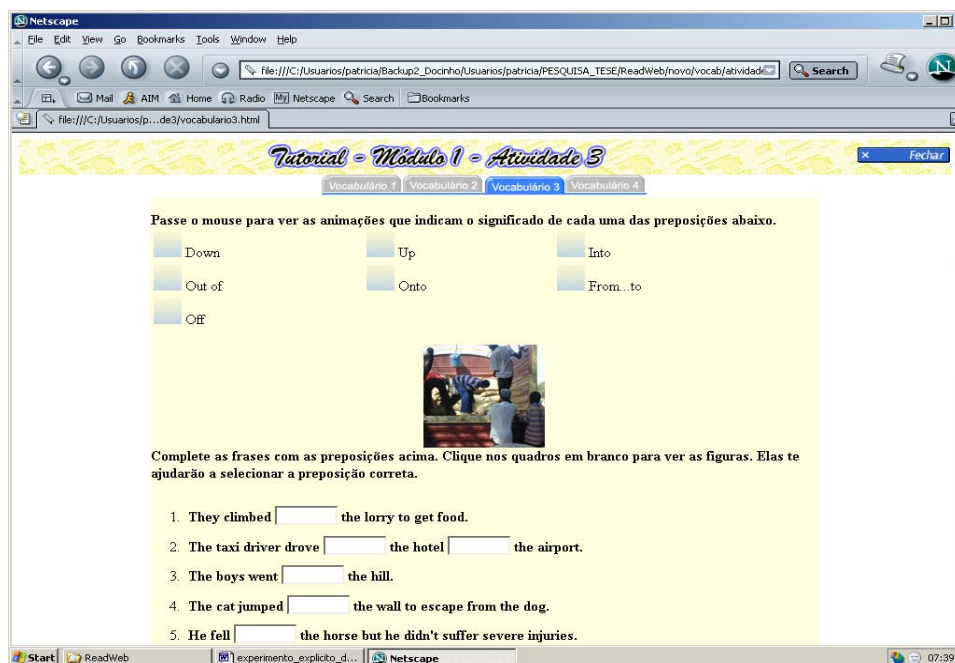 Netscape
File Edit View Go Bookmarks Tools Window Help
file:///C:/Usuarios/patricia/Backup2_Docinho/Usuarios/patricia/PESQUISA_TESE/ReadWeb/novo/vocab/atividade
Search
Mail AIM Home Radio My Netscape Search Bookmarks
file:///C:/Usuarios/p...de3/vocabulario3.html
Tutorial - Módulo 1 - Atividade 3
× Fechar
Vocabulário 1 Vocabulário 2 Vocabulário 3 Vocabulário 4
Passe o mouse para ver as animações que indicam o significado de cada uma das preposições abaixo.
Down Up Into
Out of Onto From...to
Off
Complete as frases com as preposições acima. Clique nos quadros em branco para ver as figuras. Elas te
ajudarão a selecionar a preposição correta.
1. They climbed the lorry to get food.
2. The taxi driver drove the hotel the airport.
3. The boys went the hill.
4. The cat jumped the wall to escape from the dog.
5. He fell the horse but he didn't suffer severe injuries.
Start ReadWeb experimento_explicito_d... Netscape 07:39